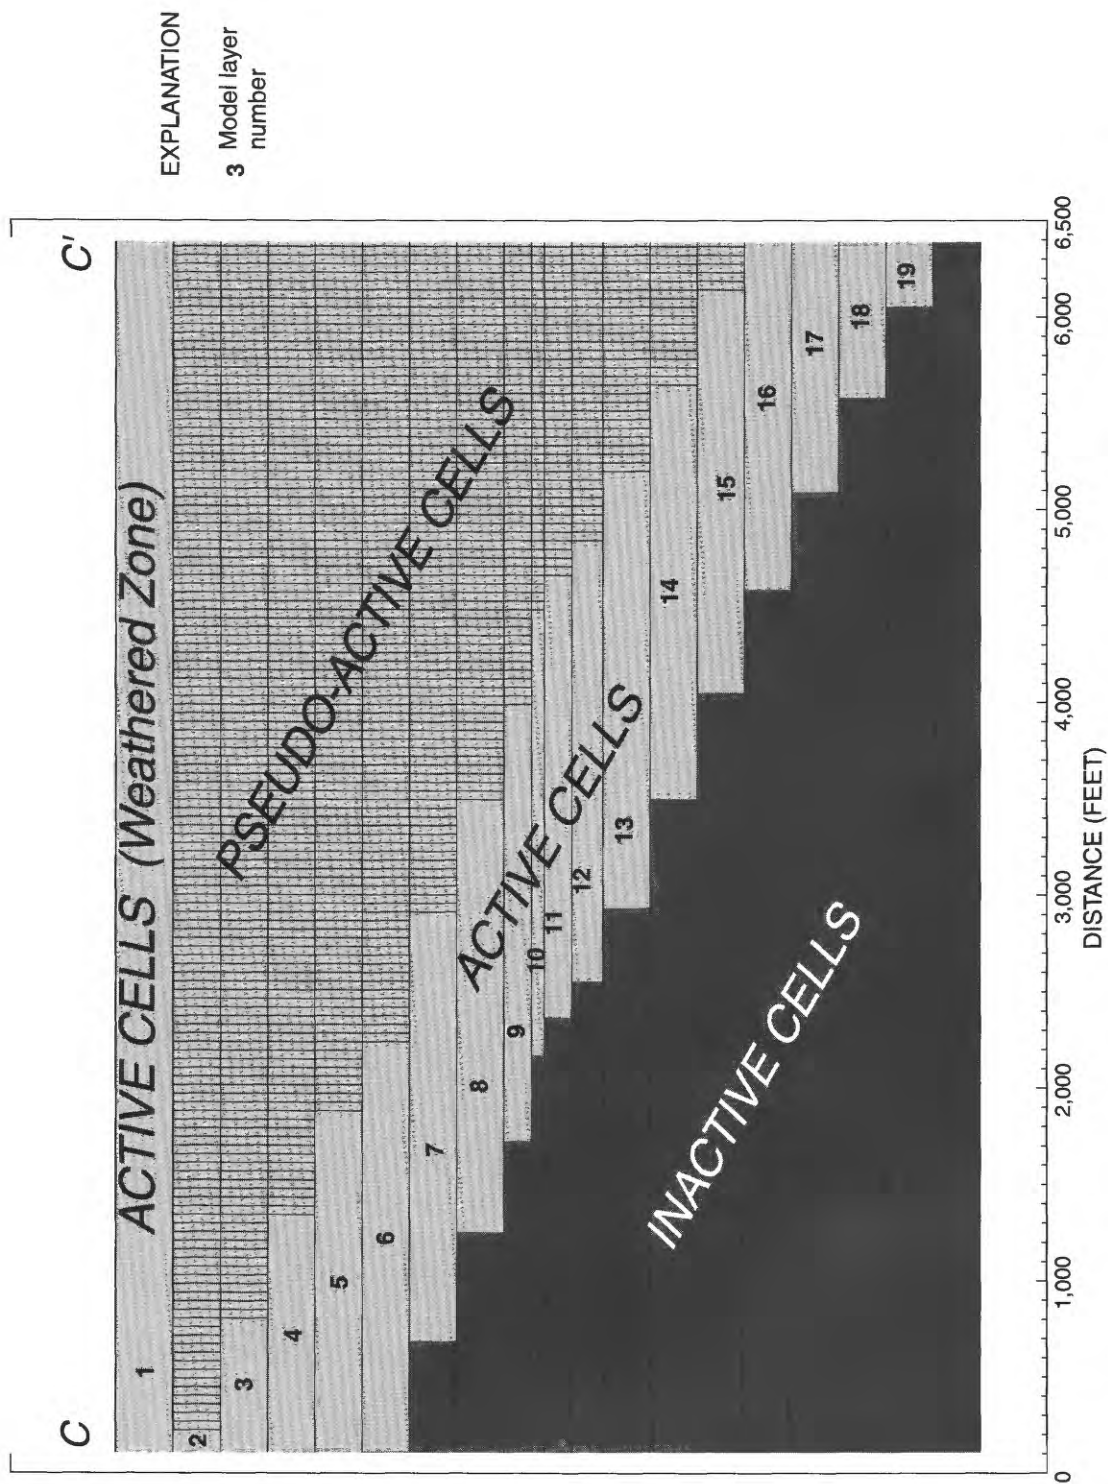 C
C'
ACTIVE CELLS (Weathered Zone)
PSEUDO-ACTIVE CELLS
ACTIVE CELLS
INACTIVE CELLS
1
2
3
4
5
6
7
8
9
10
11
12
13
14
15
16
17
18
19
0
1,000
2,000
3,000
4,000
5,000
6,000
6,500
DISTANCE (FEET)
EXPLANATION
3 Model layer
number